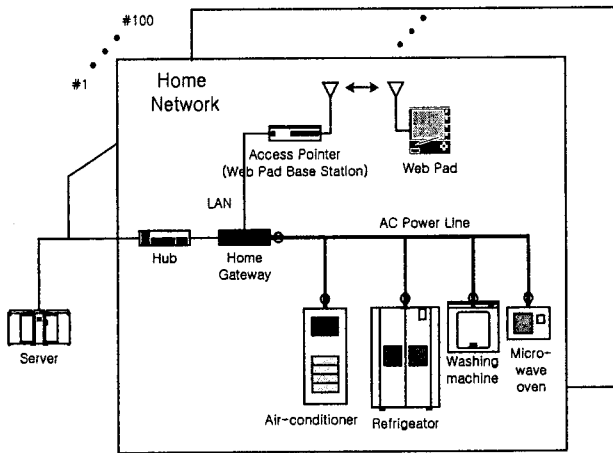 #100
#1
Home
Network
Access Pointer
(Web Pad Base Station)
Web Pad
LAN
AC Power Line
Hub
Home
Gateway
Server
Air-conditioner
Refrigeator
Washing
machine
Micro-
wave
oven